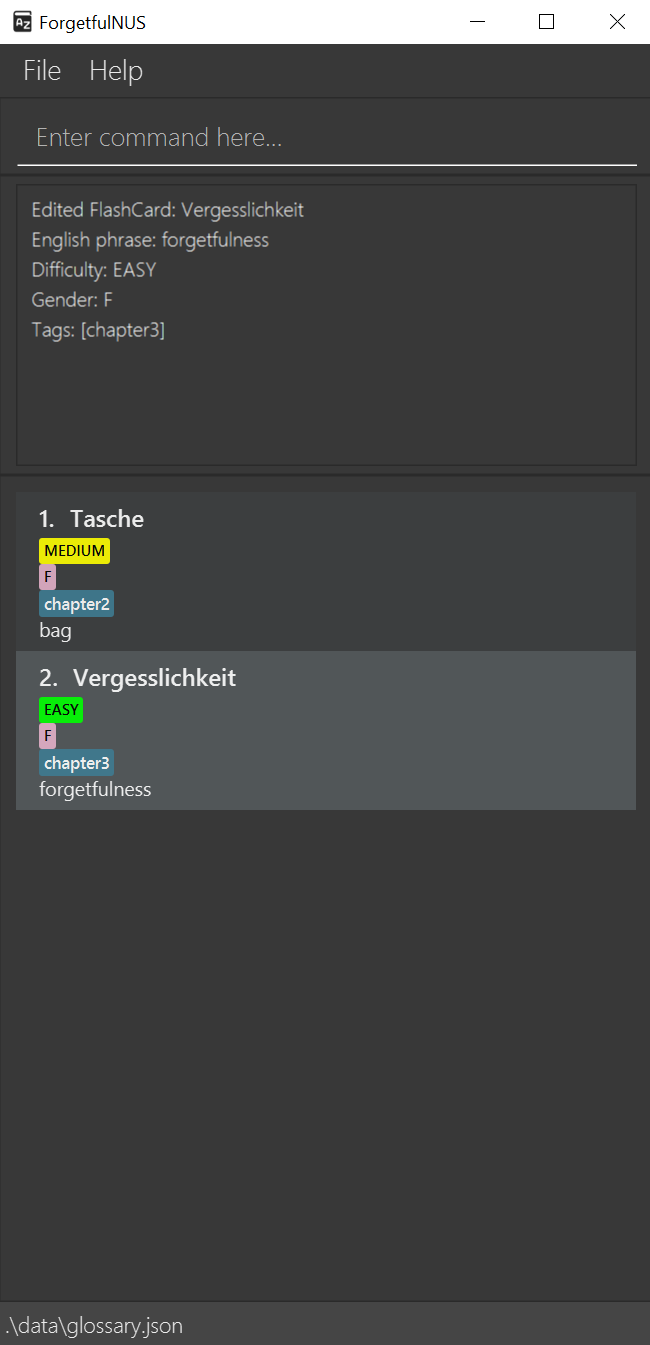 ForgetfulNUS
File Help
Enter command here...
Edited FlashCard: Vergesslichkeit
English phrase: forgetfulness
Difficulty: EASY
Gender: F
Tags: [chapter3]
1. Tasche
MEDIUM
F
chapter2
bag
2. Vergesslichkeit
EASY
F
chapter3
forgetfulness
.\data\glossary.json